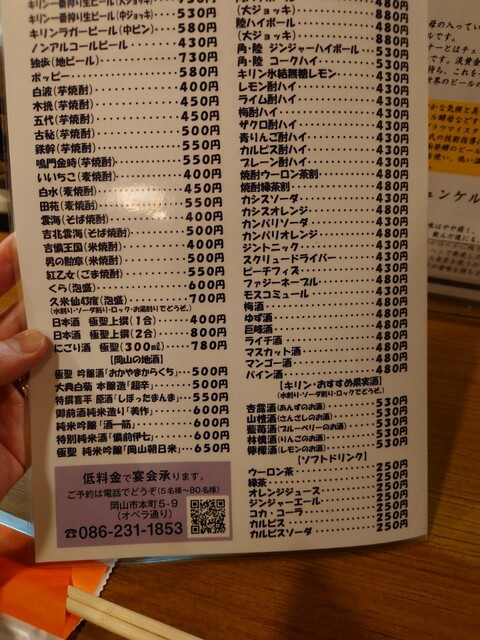 キリン一番搾り生ビール(中ジョッキ)‥‥530円
キリンラガービール(中ビン)‥‥‥580円
ノンアルコールビール‥‥‥‥‥430円
独歩(地ビール)‥‥‥‥‥‥‥730円
ホッピー‥‥‥‥‥‥‥‥‥580円
白波(芋焼酎)‥‥‥‥‥‥‥400円
木挽(芋焼酎)‥‥‥‥‥‥‥450円
五代(芋焼酎)‥‥‥‥‥‥‥450円
古秘(芋焼酎)‥‥‥‥‥‥‥500円
鉄幹(芋焼酎)‥‥‥‥‥‥‥550円
鳴門金時(芋焼酎)‥‥‥‥‥‥550円
いいちこ(麦焼酎)‥‥‥‥‥‥400円
白水(麦焼酎)‥‥‥‥‥‥‥450円
田苑(麦焼酎)‥‥‥‥‥‥‥550円
雲海(そば焼酎)‥‥‥‥‥‥400円
吉兆雲海(そば焼酎)‥‥‥‥‥500円
吉備王国(米焼酎)‥‥‥‥‥‥400円
男の勲章(米焼酎)‥‥‥‥‥‥500円
紅乙女(ごま焼酎)‥‥‥‥‥‥550円
くら(泡盛)‥‥‥‥‥‥‥‥600円
久米仙43度(泡盛)‥‥‥‥‥‥700円
(水割り・ソーダ割り・ロック・お湯割りでどうぞ。)
日本酒 極聖上撰(1合)‥‥‥‥400円
日本酒 極聖上撰(2合)‥‥‥‥800円
にごり酒 極聖(300㎖)‥‥‥780円
【岡山の地酒】
極聖 吟醸酒「おかやまからくち」‥‥500円
大典白菊 本醸造「超辛」‥‥‥‥500円
特撰喜平 原酒「しぼったまんま」‥‥550円
御前酒純米造り「美作」‥‥‥‥600円
純米吟醸「酒一筋」‥‥‥‥‥‥600円
特別純米酒「備前伊七」‥‥‥‥600円
極聖 純米吟醸「岡山朝日米」‥‥650円
低料金で宴会承ります。
ご予約は電話でどうぞ(5名様〜80名様)
岡山市本町5-9
(オペラ通り)
☎086-231-1853
(大ジョッキ)‥‥‥‥‥‥‥880円
陸ハイボール‥‥‥‥‥‥‥480円
(大ジョッキ)‥‥‥‥‥‥‥880円
角・陸 ジンジャーハイボール‥‥530円
角・陸 コークハイ‥‥‥‥‥530円
キリン氷結無糖レモン‥‥‥‥430円
レモン酎ハイ‥‥‥‥‥‥‥430円
ライム酎ハイ‥‥‥‥‥‥‥430円
梅酎ハイ‥‥‥‥‥‥‥‥430円
ザクロ酎ハイ‥‥‥‥‥‥‥430円
青りんご酎ハイ‥‥‥‥‥‥430円
カルピス酎ハイ‥‥‥‥‥‥430円
プレーン酎ハイ‥‥‥‥‥‥430円
焼酎ウーロン茶割‥‥‥‥‥480円
焼酎緑茶割‥‥‥‥‥‥‥480円
カシスソーダ‥‥‥‥‥‥‥430円
カシスオレンジ‥‥‥‥‥‥480円
カンパリソーダ‥‥‥‥‥‥430円
カンパリオレンジ‥‥‥‥‥480円
ジントニック‥‥‥‥‥‥‥430円
スクリュードライバー‥‥‥‥430円
ピーチフィズ‥‥‥‥‥‥‥430円
ファジーネーブル‥‥‥‥‥480円
モスコミュール‥‥‥‥‥‥480円
梅酒‥‥‥‥‥‥‥‥‥480円
ゆず酒‥‥‥‥‥‥‥‥480円
巨峰酒‥‥‥‥‥‥‥‥480円
ライチ酒‥‥‥‥‥‥‥‥480円
マスカット酒‥‥‥‥‥‥480円
マンゴー酒‥‥‥‥‥‥‥480円
パイン酒‥‥‥‥‥‥‥‥480円
【キリン・おすすめ果実酒】
(水割り・ソーダ割り・ロックでどうぞ。)
杏露酒(あんずのお酒)‥‥‥530円
山樝酒(さんざしのお酒)‥‥530円
藍苺酒(ブルーベリーのお酒)‥‥530円
林檎酒(りんごのお酒)‥‥‥530円
檸檬酒(レモンのお酒)‥‥‥530円
【ソフトドリンク】
ウーロン茶‥‥‥‥‥‥‥250円
緑茶‥‥‥‥‥‥‥‥‥250円
オレンジジュース‥‥‥‥‥250円
ジンジャーエール‥‥‥‥‥250円
コカ・コーラ‥‥‥‥‥‥250円
カルピス‥‥‥‥‥‥‥‥250円
カルピスソーダ‥‥‥‥‥‥250円